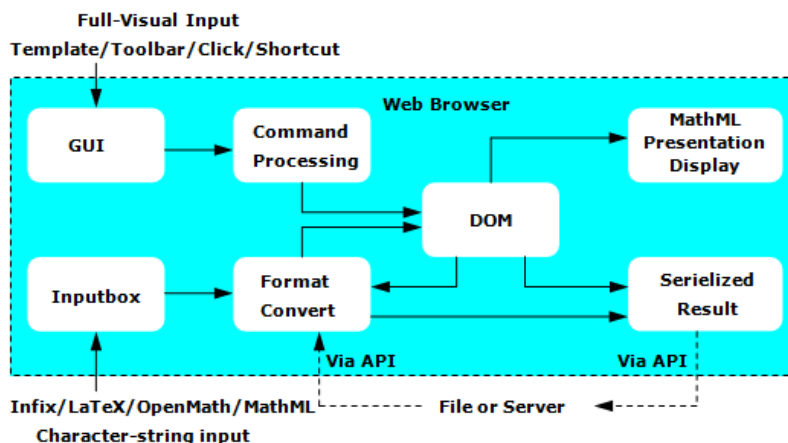 Full-Visual Input
Template/Toolbar/Click/Shortcut
Web Browser
GUI
Command
Processing
MathML
Presentation
Display
DOM
Inputbox
Format
Convert
Serielized
Result
Via API
Via API
Infix/LaTeX/OpenMath/MathML
File or Server
Character-string input